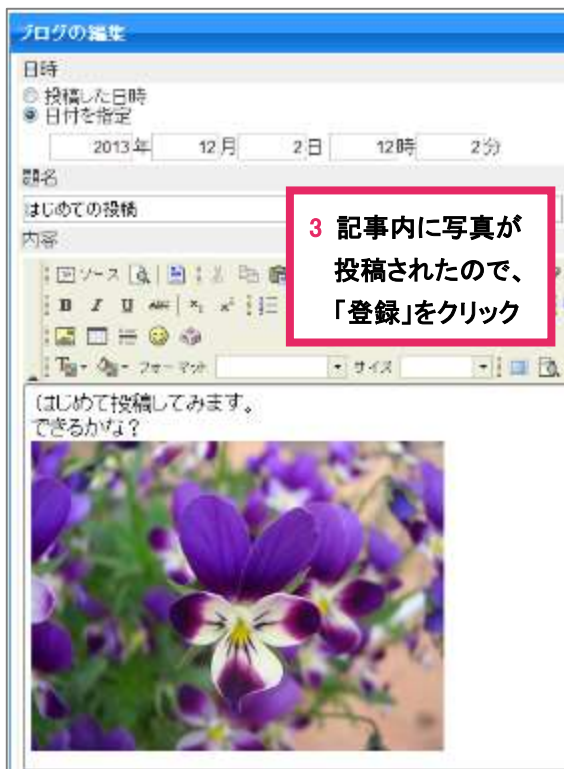 ブログの編集
日時
投稿した日時
日付を指定
2013 年 12 月 2 日 12 時 2 分
題名
はじめての投稿
3 記事内に写真が
投稿されたので、
「登録」をクリック
内容
ソース
B I U ABC x₂ x²
フォーマット サイズ
はじめて投稿してみます。
できるかな?